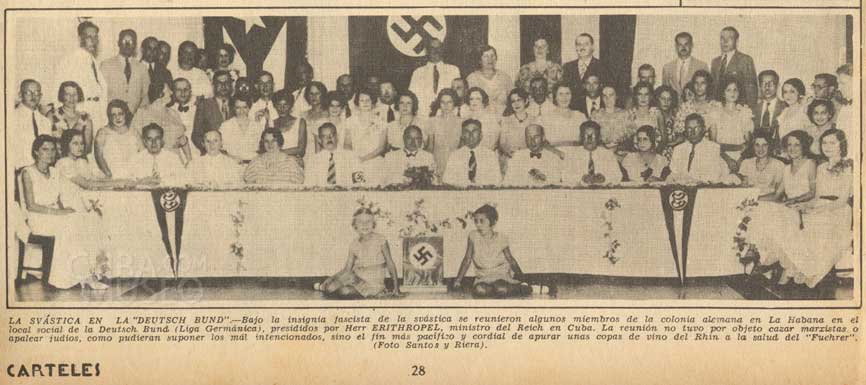 LA SVÁSTICA EN LA "DEUTSCH BUND".—Bajo la insignia fascista de la svástica se reunieron algunos miembros de la colonia alemana en La Habana en el
local social de la Deutsch Bund (Liga Germánica), presididos por Herr ERITHROPEL, ministro del Reich en Cuba. La reunión no tuvo por objeto cazar marxistas o
apalear judíos, como pudieran suponer los mal intencionados, sino el fin más pacífico y cordial de apurar unas copas de vino del Rhin a la salud del "Fuehrer".
(Foto Santos y Riera).
CARTELES
28